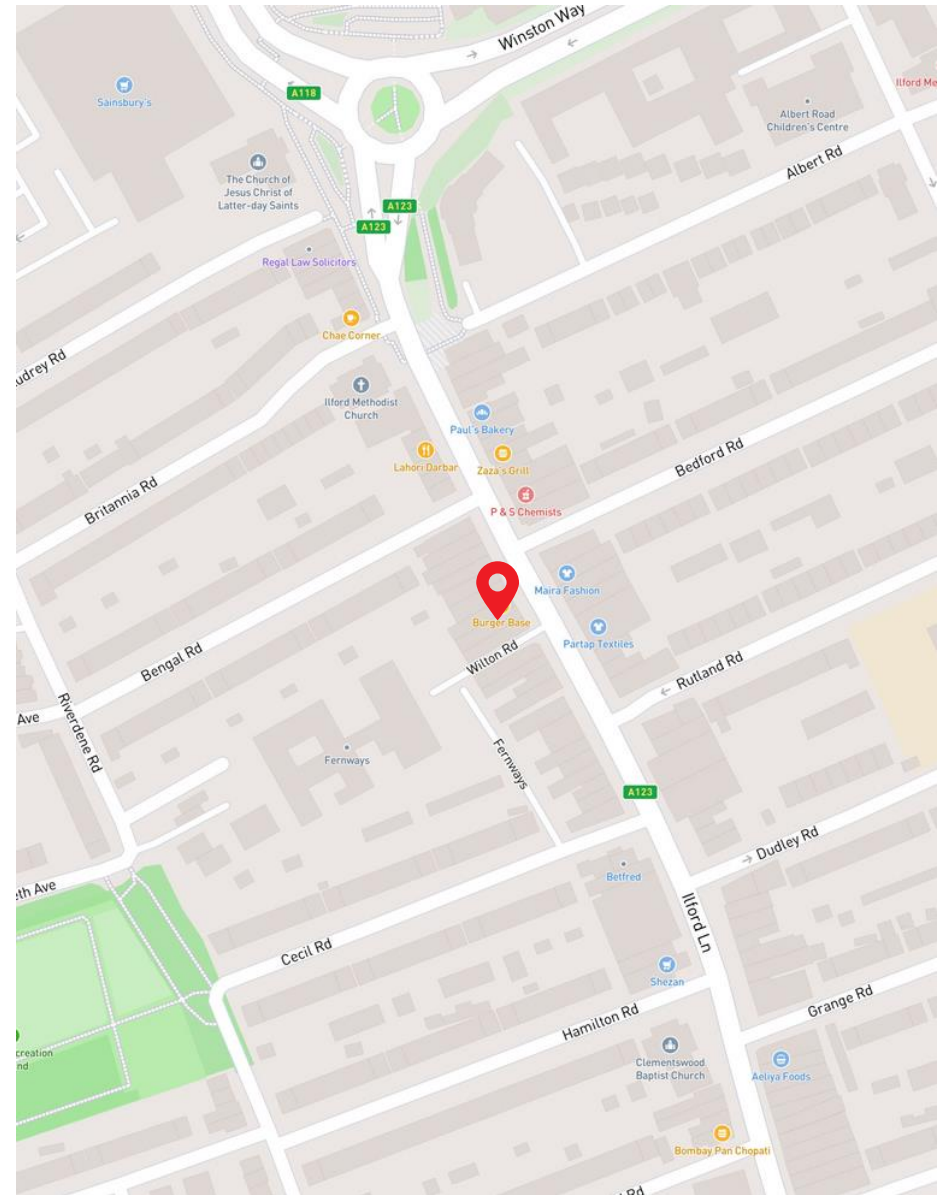 Winston Way
A118
Sainsbury's
Ilford Me
Albert Road
Children's Centre
Albert Rd
The Church of
Jesus Christ of
Latter-day Saints
A123
A123
Regal Law Solicitors
Chae Corner
udrey Rd
Ilford Methodist
Church
Paul's Bakery
Lahori Darbar
Zaza's Grill
Bedford Rd
Britannia Rd
P & S Chemists
Maira Fashion
Burger Base
Partap Textiles
Bengal Rd
Wilton Rd
Rutland Rd
Ave
Riverdene Rd
Fernways
Fernways
A123
Dudley Rd
Betfred
eth Ave
Ilford Ln
Cecil Rd
Shezan
Grange Rd
Hamilton Rd
creation
nd
Clementswood
Baptist Church
Aeliya Foods
Bombay Pan Chopati
Rd